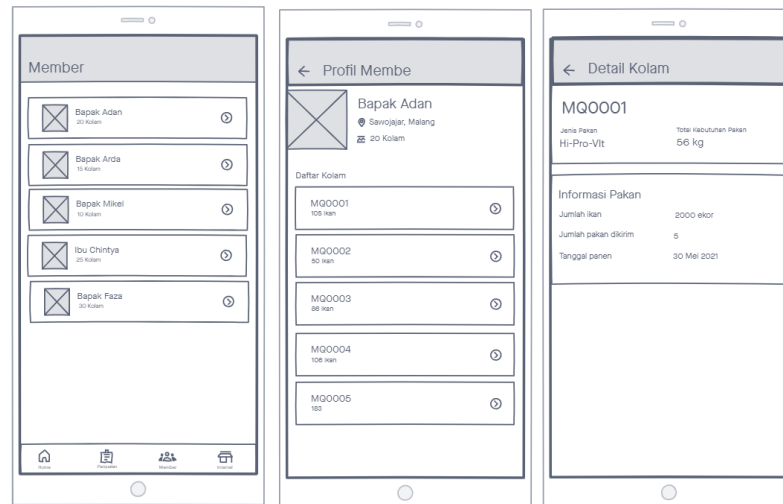 Member
Bapak Adan
20 Kolam
Bapak Arda
15 Kolam
Bapak Mikel
10 Kolam
Ibu Chintya
25 Kolam
Bapak Faza
30 Kolam
Home
Penjualan
Member
Internal
Profil Membe
Bapak Adan
Sawojajar, Malang
20 Kolam
Daftar Kolam
MQ0001
105 Ikan
MQ0002
50 Ikan
MQ0003
86 Ikan
MQ0004
108 Ikan
MQ0005
183
Detail Kolam
MQ0001
Jenis Pakan
Total Kebutuhan Pakan
Hi-Pro-VIt
56 kg
Informasi Pakan
Jumlah ikan 2000 ekor
Jumlah pakan dikirim 5
Tanggal panen 30 Mei 2021